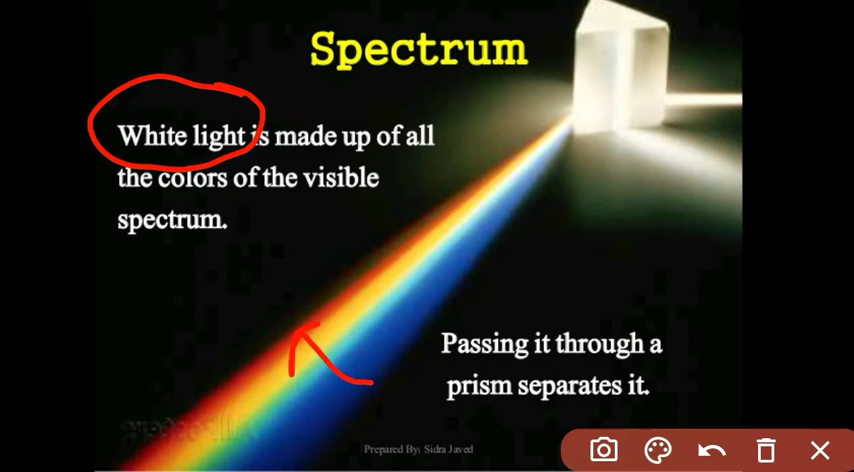 Spectrum
White light is made up of all
the colors of the visible
spectrum.
Passing it through a
prism separates it.
Prepared By: Sidra Javed